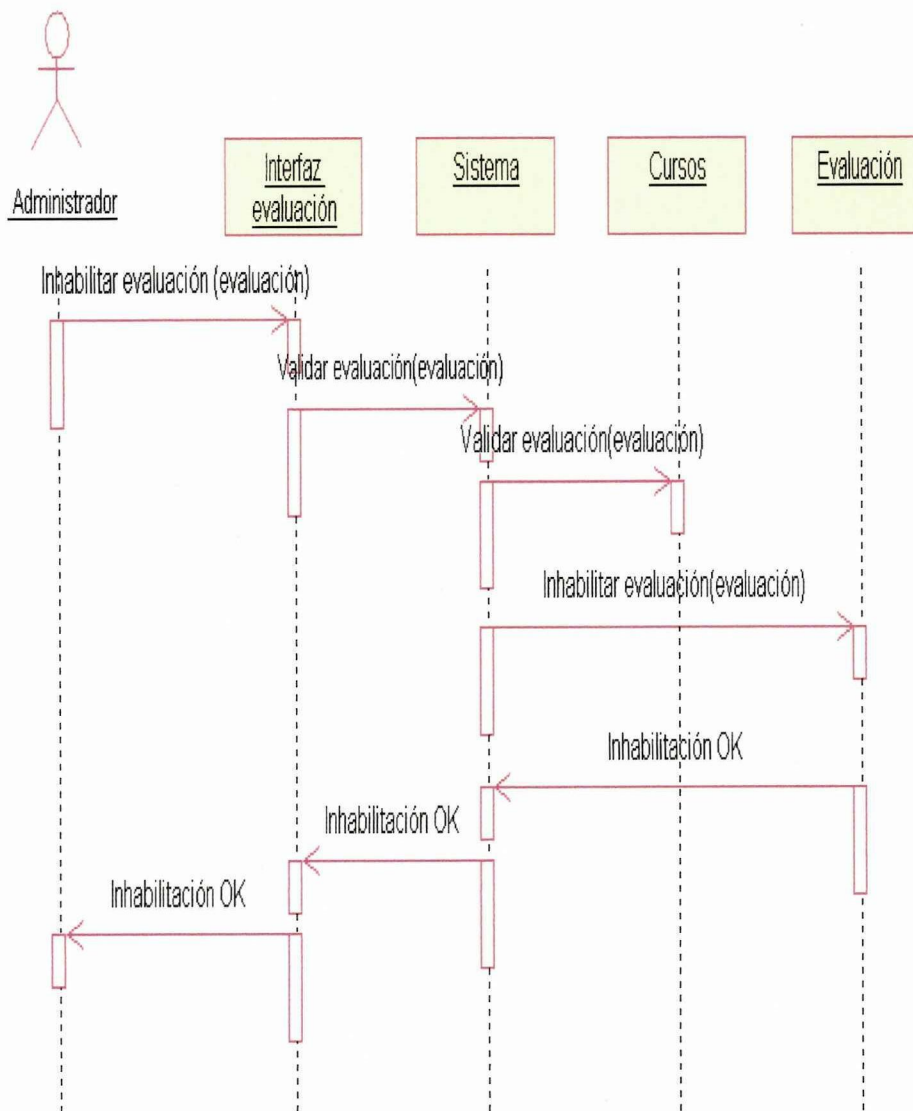 Administrador
Interfaz
evaluación
Sistema
Cursos
Evaluación
Inhabilitar evaluación (evaluación)
Validar evaluación(evaluación)
Validar evaluación(evaluación)
Inhabilitar evaluación(evaluación)
Inhabilitación OK
Inhabilitación OK
Inhabilitación OK